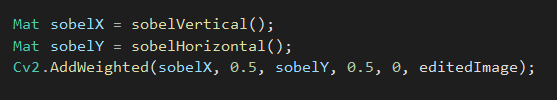 Mat sobelX = sobelVertical();
Mat sobelY = sobelHorizontal();
Cv2.AddWeighted(sobelX, 0.5, sobelY, 0.5, 0, editedImage);